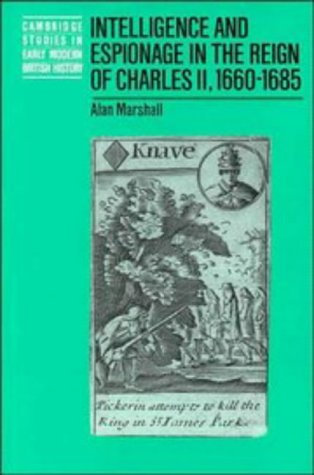 CAMBRIDGE
STUDIES IN
EARLY MODERN
BRITISH HISTORY
INTELLIGENCE AND
ESPIONAGE IN THE REIGN
OF CHARLES II, 1660-1685
Alan Marshall
Knave
Pickerin attempts to kill the
King in St James Park